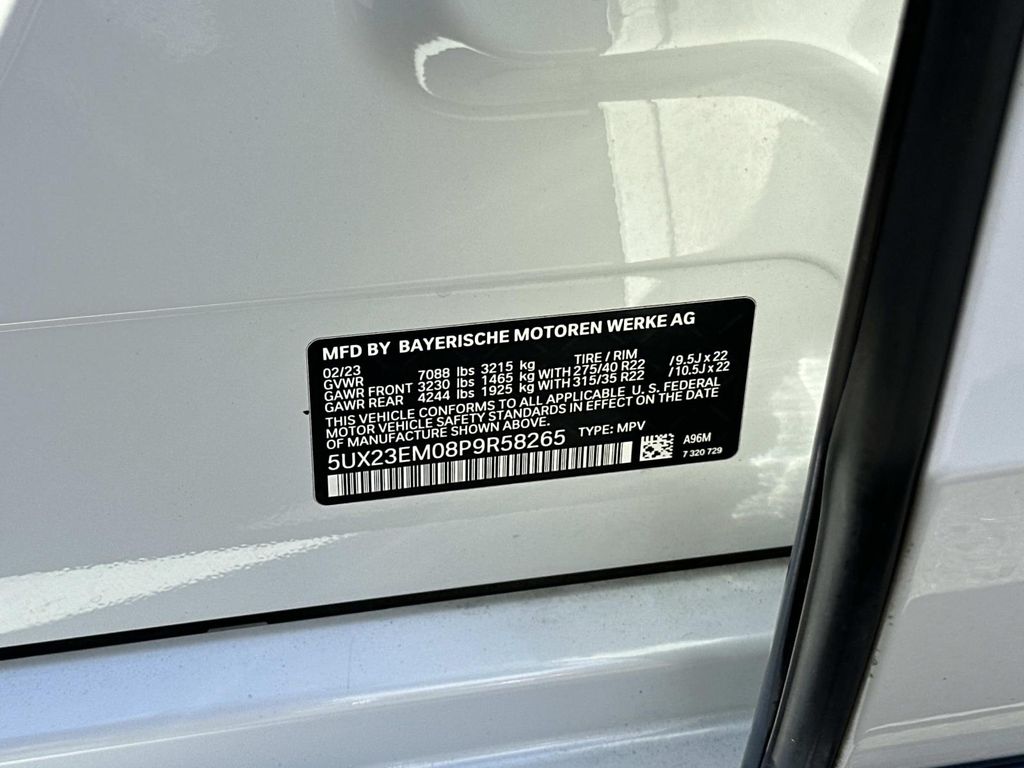 MFD BY BAYERISCHE MOTOREN WERKE AG
02/23 TIRE / RIM
GVWR 7088 lbs 3215 kg
GAWR FRONT 3230 lbs 1465 kg WITH 275/40 R22 / 9.5J x 22
GAWR REAR 4244 lbs 1925 kg WITH 315/35 R22 / 10.5J x 22
THIS VEHICLE CONFORMS TO ALL APPLICABLE U. S. FEDERAL
MOTOR VEHICLE SAFETY STANDARDS IN EFFECT ON THE DATE
OF MANUFACTURE SHOWN ABOVE.
5UX23EM08P9R58265 TYPE: MPV
A96M
7 320 729